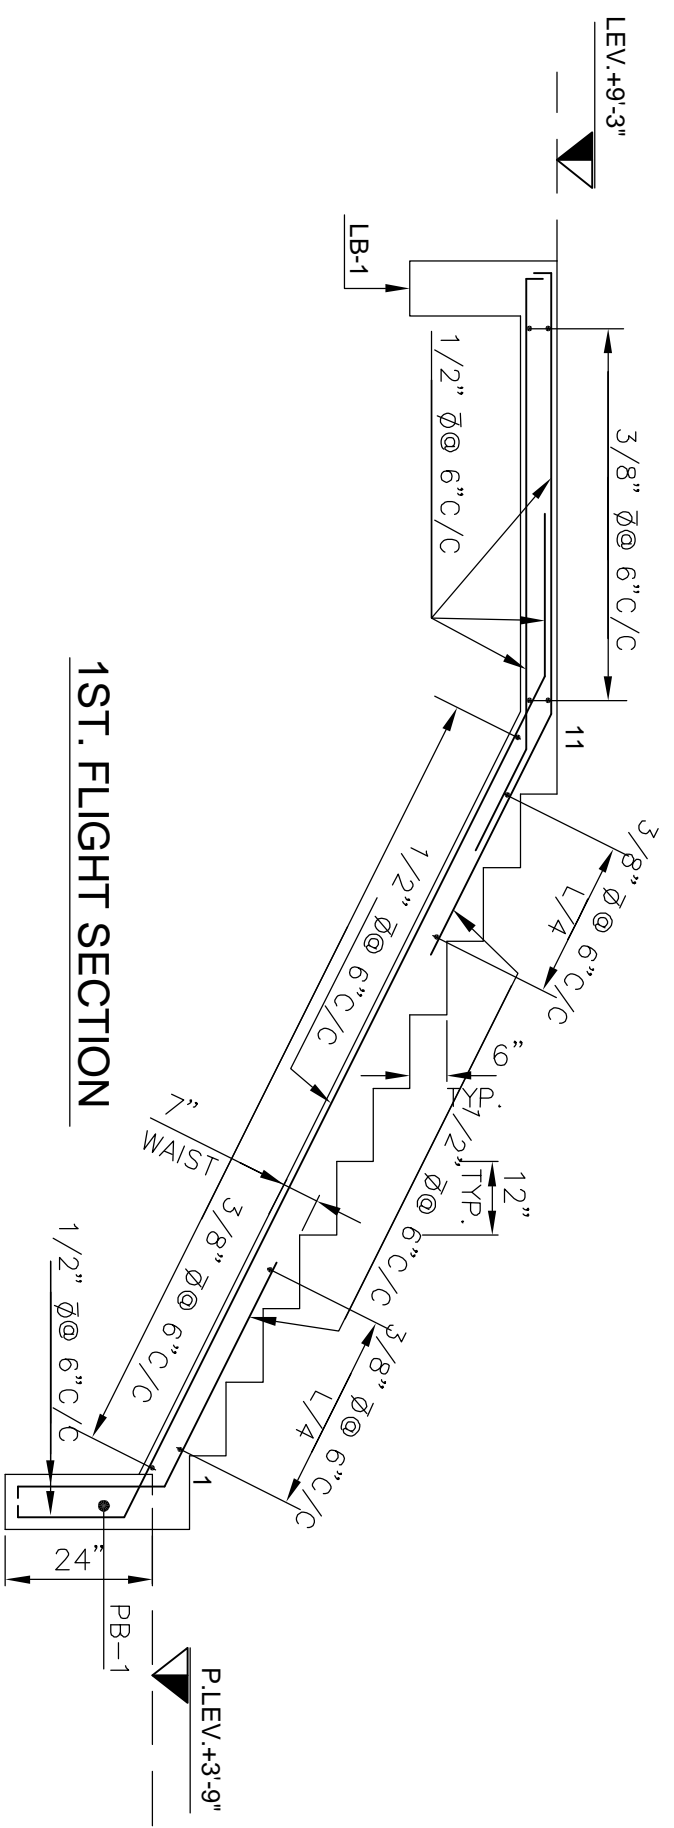 LEV.+9'-3"
LB-1
3/8" Ø@ 6"C/C
1/2" Ø@ 6"C/C
11
3/8" Ø@ 6"C/C
L/4
6"
TYP.
12"
TYP.
1/2" Ø@ 6"C/C
1/2" Ø@ 6"C/C
7"
WAIST
3/8" Ø@ 6"C/C
3/8" Ø@ 6"C/C
L/4
1/2" Ø@ 6"C/C
1
24"
PB-1
P.LEV.+3'-9"
1ST. FLIGHT SECTION